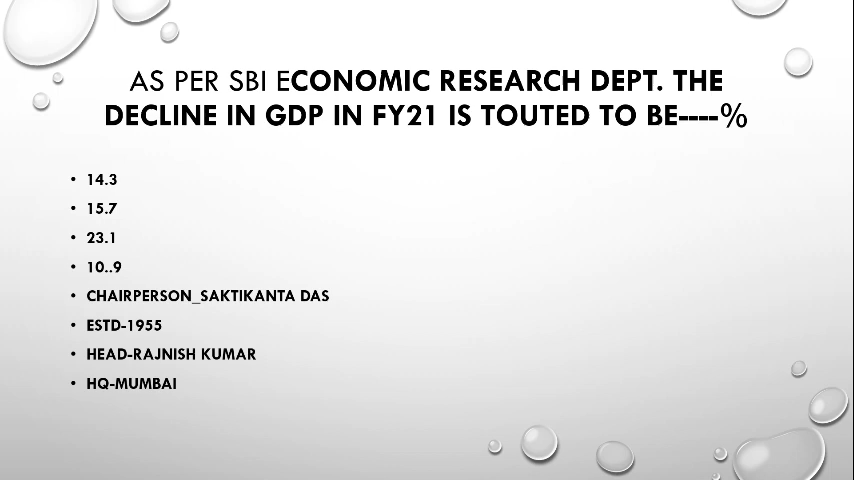 AS PER SBI ECONOMIC RESEARCH DEPT. THE
DECLINE IN GDP IN FY21 IS TOUTED TO BE----%
• 14.3
• 15.7
• 23.1
• 10..9
• CHAIRPERSON_SAKTIKANTA DAS
• ESTD-1955
• HEAD-RAJNISH KUMAR
• HQ-MUMBAI